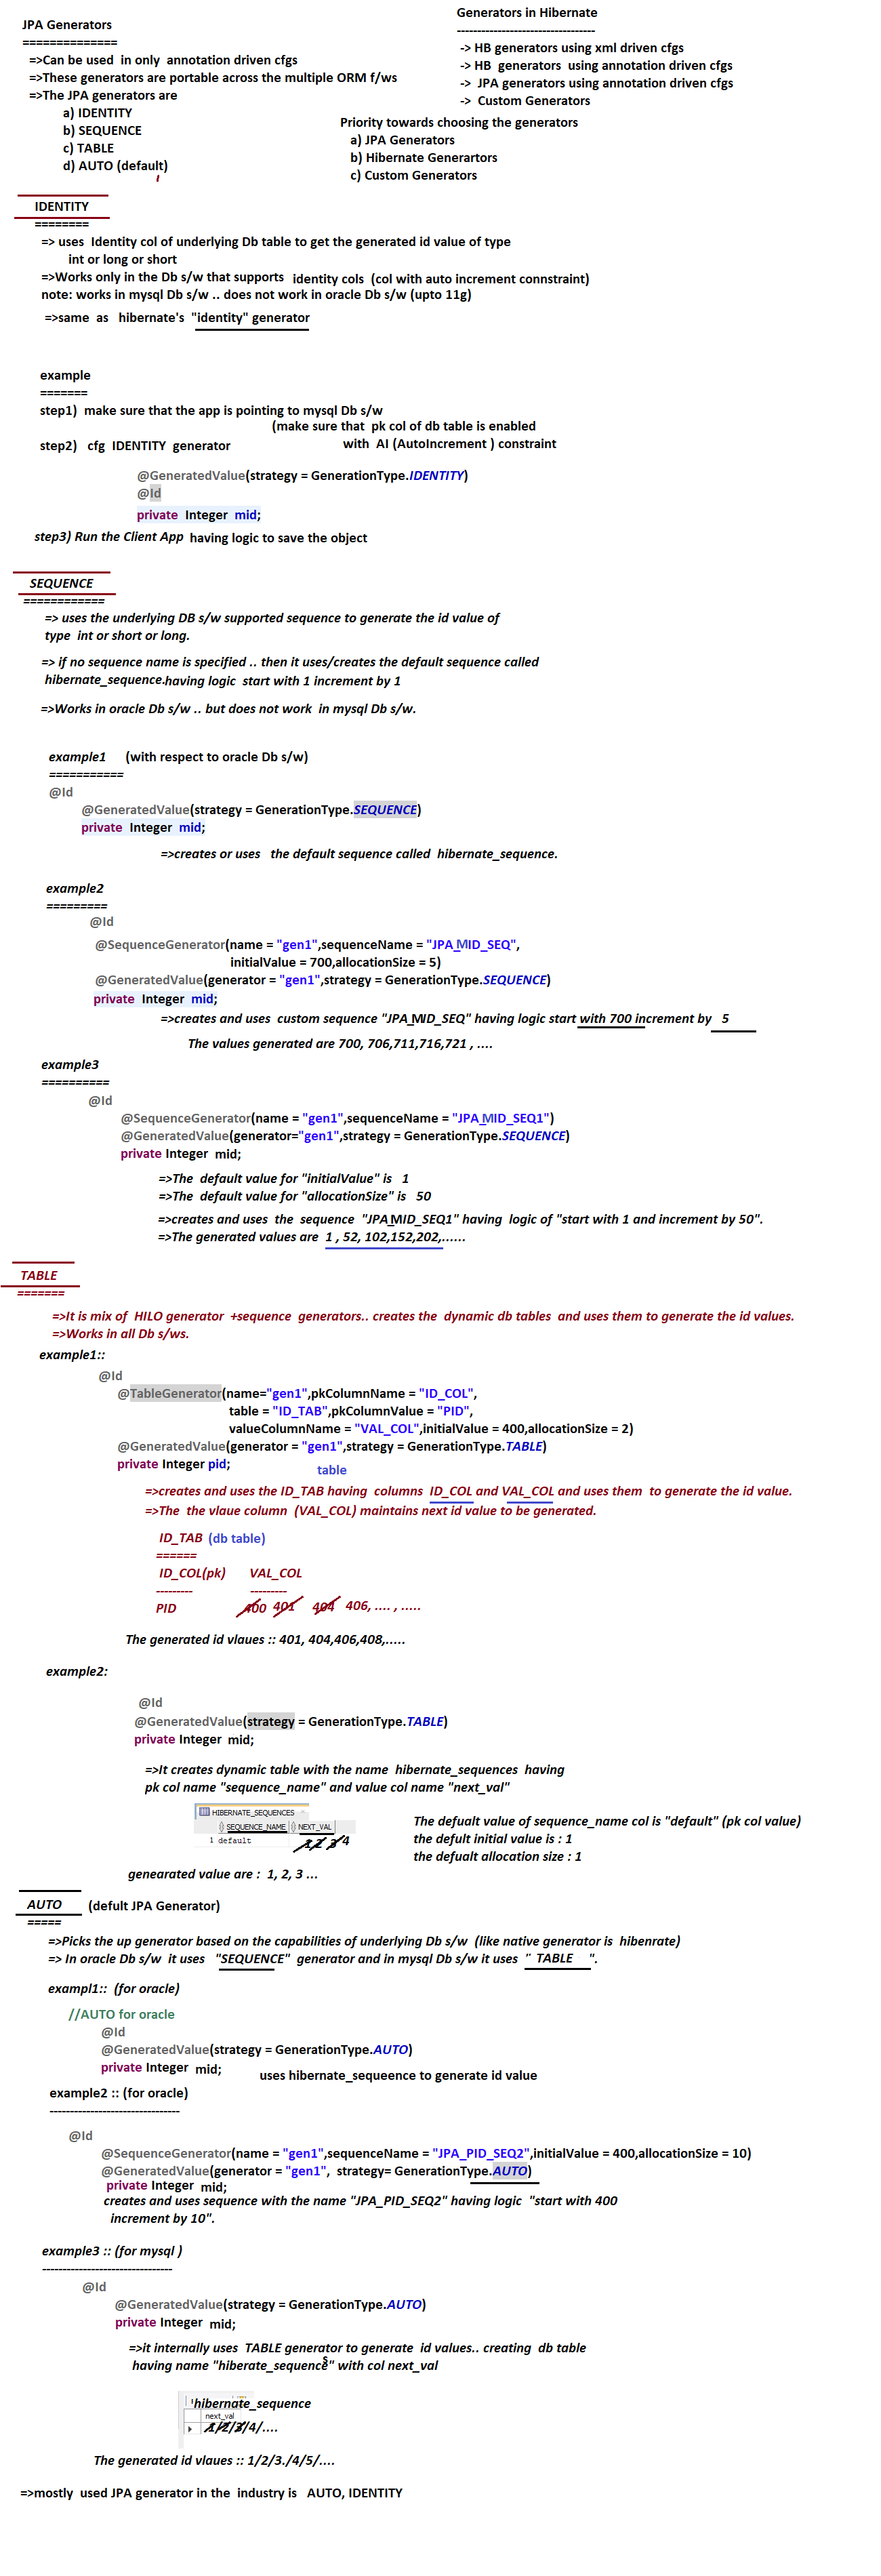 Generators in Hibernate
----------------------------------
-> HB generators using xml driven cfgs
-> HB generators using annotation driven cfgs
-> JPA generators using annotation driven cfgs
-> Custom Generators
JPA Generators
==============
=>Can be used in only annotation driven cfgs
=>These generators are portable across the multiple ORM f/ws
=>The JPA generators are
a) IDENTITY
b) SEQUENCE
c) TABLE
d) AUTO (default)
Priority towards choosing the generators
a) JPA Generators
b) Hibernate Generartors
c) Custom Generators
IDENTITY
========
=> uses Identity col of underlying Db table to get the generated id value of type
int or long or short
=>Works only in the Db s/w that supports identity cols (col with auto increment connstraint)
note: works in mysql Db s/w .. does not work in oracle Db s/w (upto 11g)
=>same as hibernate's "identity" generator
example
=======
step1) make sure that the app is pointing to mysql Db s/w
(make sure that pk col of db table is enabled
with AI (AutoIncrement ) constraint
step2) cfg IDENTITY generator
@GeneratedValue(strategy = GenerationType.IDENTITY)
@Id
private Integer mid;
step3) Run the Client App having logic to save the object
SEQUENCE
============
=> uses the underlying DB s/w supported sequence to generate the id value of
type int or short or long.
=> if no sequence name is specified .. then it uses/creates the default sequence called
hibernate_sequence.having logic start with 1 increment by 1
=>Works in oracle Db s/w .. but does not work in mysql Db s/w.
example1 (with respect to oracle Db s/w)
===========
@Id
@GeneratedValue(strategy = GenerationType.SEQUENCE)
private Integer mid;
=>creates or uses the default sequence called hibernate_sequence.
example2
=========
@Id
@SequenceGenerator(name = "gen1",sequenceName = "JPA_MID_SEQ",
initialValue = 700,allocationSize = 5)
@GeneratedValue(generator = "gen1",strategy = GenerationType.SEQUENCE)
private Integer mid;
=>creates and uses custom sequence "JPA_MID_SEQ" having logic start with 700 increment by 5
The values generated are 700, 706,711,716,721 , ....
example3
==========
@Id
@SequenceGenerator(name = "gen1",sequenceName = "JPA_MID_SEQ1")
@GeneratedValue(generator="gen1",strategy = GenerationType.SEQUENCE)
private Integer mid;
=>The default value for "initialValue" is 1
=>The default value for "allocationSize" is 50
=>creates and uses the sequence "JPA_MID_SEQ1" having logic of "start with 1 and increment by 50".
=>The generated values are 1 , 52, 102,152,202,......
TABLE
=======
=>It is mix of HILO generator +sequence generators.. creates the dynamic db tables and uses them to generate the id values.
=>Works in all Db s/ws.
example1::
@Id
@TableGenerator(name="gen1",pkColumnName = "ID_COL",
table = "ID_TAB",pkColumnValue = "PID",
valueColumnName = "VAL_COL",initialValue = 400,allocationSize = 2)
@GeneratedValue(generator = "gen1",strategy = GenerationType.TABLE)
private Integer pid;
table
=>creates and uses the ID_TAB having columns ID_COL and VAL_COL and uses them to generate the id value.
=>The the vlaue column (VAL_COL) maintains next id value to be generated.
ID_TAB (db table)
======
ID_COL(pk) VAL_COL
--------- ---------
PID 400 401 404 406, .... , .....
The generated id vlaues :: 401, 404,406,408,.....
example2:
@Id
@GeneratedValue(strategy = GenerationType.TABLE)
private Integer mid;
=>It creates dynamic table with the name hibernate_sequences having
pk col name "sequence_name" and value col name "next_val"
HIBERNATE_SEQUENCES
SEQUENCE_NAME NEXT_VAL
1 default 1 2 3 4
The defualt value of sequence_name col is "default" (pk col value)
the defult initial value is : 1
the defualt allocation size : 1
genearated value are : 1, 2, 3 ...
AUTO (defult JPA Generator)
=====
=>Picks the up generator based on the capabilities of underlying Db s/w (like native generator is hibenrate)
=> In oracle Db s/w it uses "SEQUENCE" generator and in mysql Db s/w it uses " TABLE ".
exampl1:: (for oracle)
//AUTO for oracle
@Id
@GeneratedValue(strategy = GenerationType.AUTO)
private Integer mid;
uses hibernate_sequeence to generate id value
example2 :: (for oracle)
--------------------------------
@Id
@SequenceGenerator(name = "gen1",sequenceName = "JPA_PID_SEQ2",initialValue = 400,allocationSize = 10)
@GeneratedValue(generator = "gen1", strategy= GenerationType.AUTO)
private Integer mid;
creates and uses sequence with the name "JPA_PID_SEQ2" having logic "start with 400
increment by 10".
example3 :: (for mysql )
--------------------------------
@Id
@GeneratedValue(strategy = GenerationType.AUTO)
private Integer mid;
=>it internally uses TABLE generator to generate id values.. creating db table
having name "hiberate_sequences" with col next_val
hibernate_sequence
next_val
1/2/3/4/....
The generated id vlaues :: 1/2/3./4/5/....
=>mostly used JPA generator in the industry is AUTO, IDENTITY